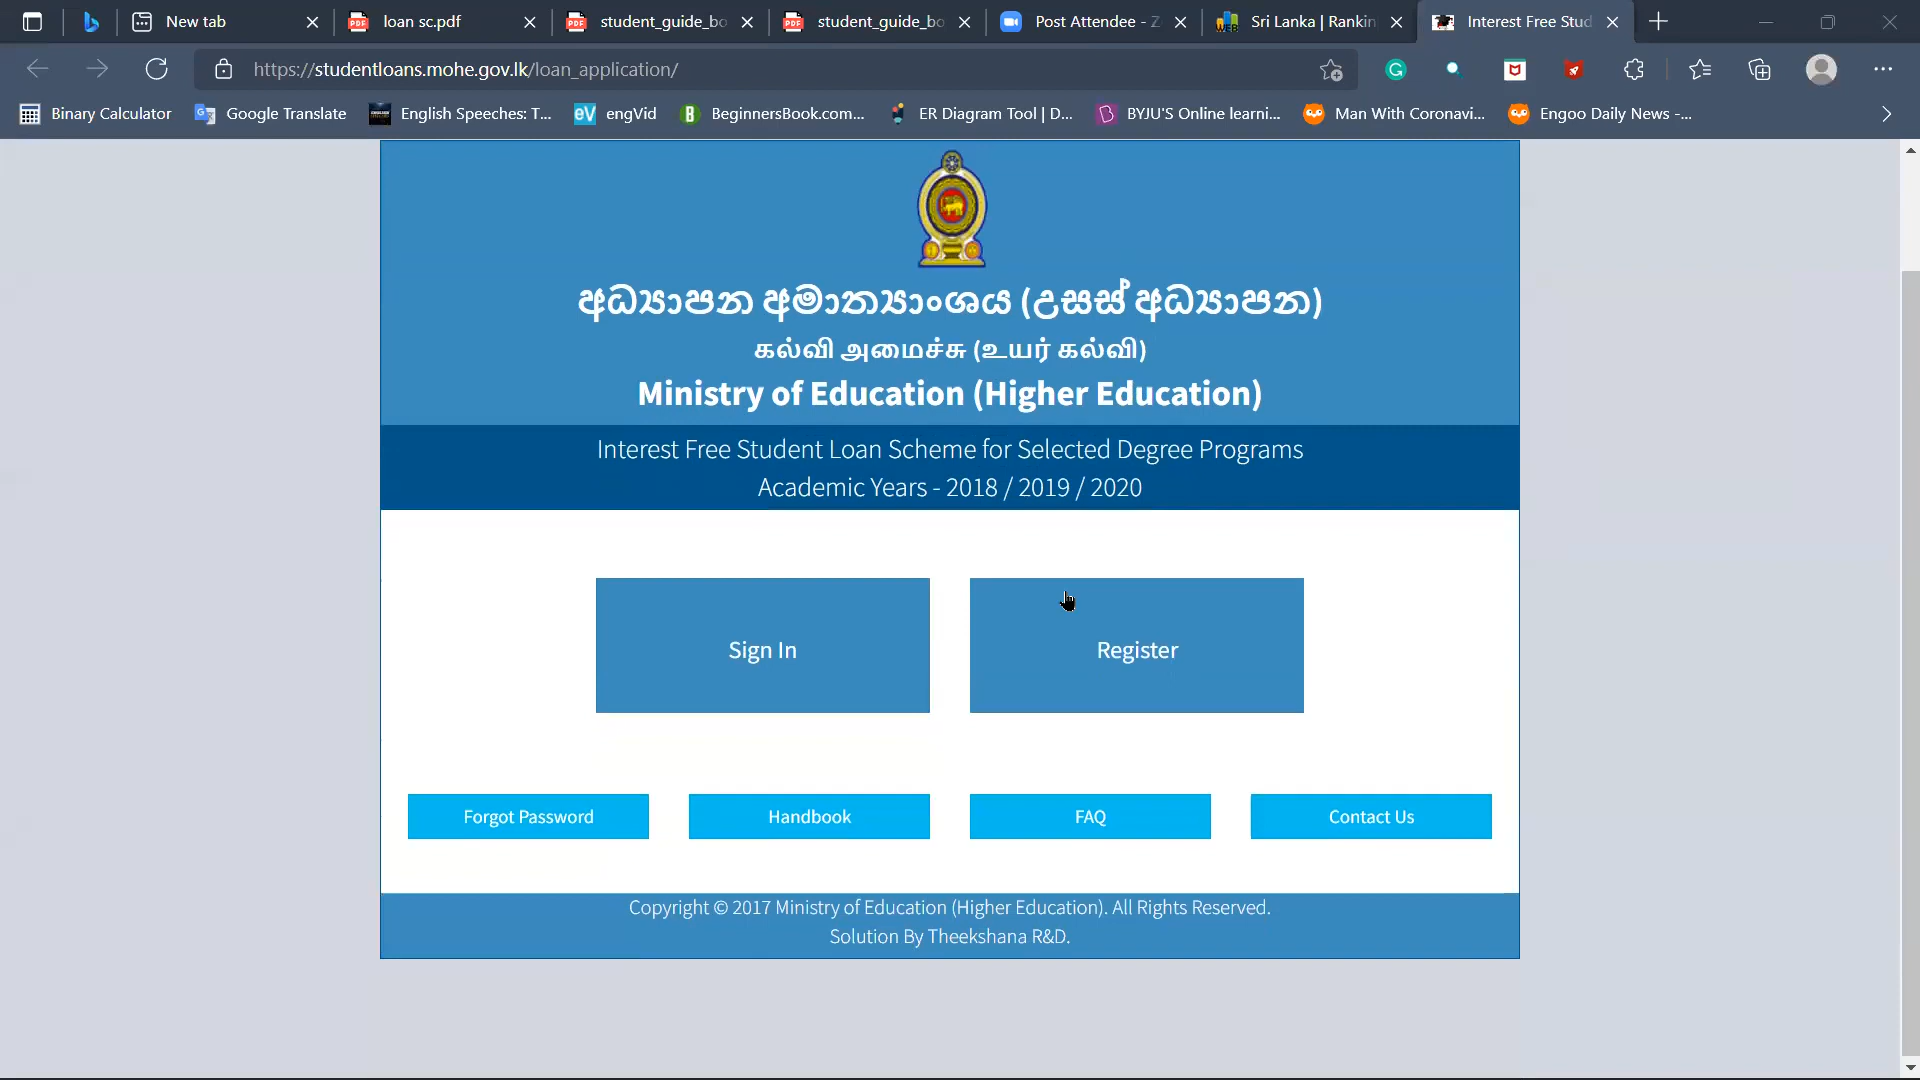 New tab
loan sc.pdf
student_guide_bo
student_guide_bo
Post Attendee - Z
Sri Lanka | Rankin
Interest Free Stud
https://studentloans.mohe.gov.lk/loan_application/
Binary Calculator
Google Translate
English Speeches: T...
engVid
BeginnersBook.com...
ER Diagram Tool | D...
BYJU'S Online learni...
Man With Coronavi...
Engoo Daily News -...
අධ්‍යාපන අමාත්‍යාංශය (උසස් අධ්‍යාපන)
கல்வி அமைச்சு (உயர் கல்வி)
Ministry of Education (Higher Education)
Interest Free Student Loan Scheme for Selected Degree Programs
Academic Years - 2018 / 2019 / 2020
Sign In
Register
Forgot Password
Handbook
FAQ
Contact Us
Copyright © 2017 Ministry of Education (Higher Education). All Rights Reserved.
Solution By Theekshana R&D.